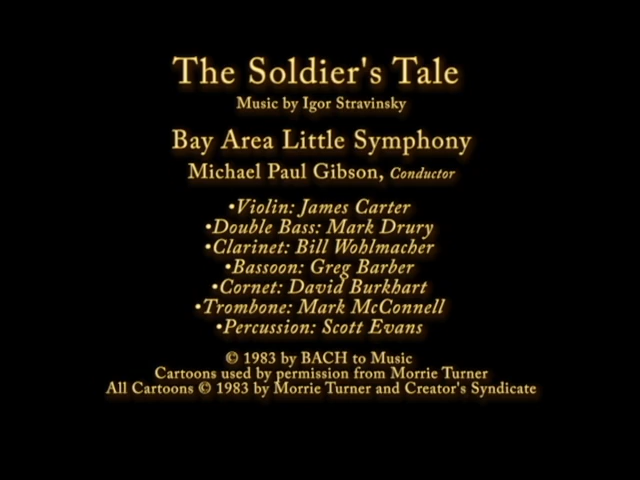 The Soldier's Tale
Music by Igor Stravinsky
Bay Area Little Symphony
Michael Paul Gibson, Conductor
•Violin: James Carter
•Double Bass: Mark Drury
•Clarinet: Bill Wohlmacher
•Bassoon: Greg Barber
•Cornet: David Burkhart
•Trombone: Mark McConnell
•Percussion: Scott Evans
© 1983 by BACH to Music
Cartoons used by permission from Morrie Turner
All Cartoons © 1983 by Morrie Turner and Creator's Syndicate